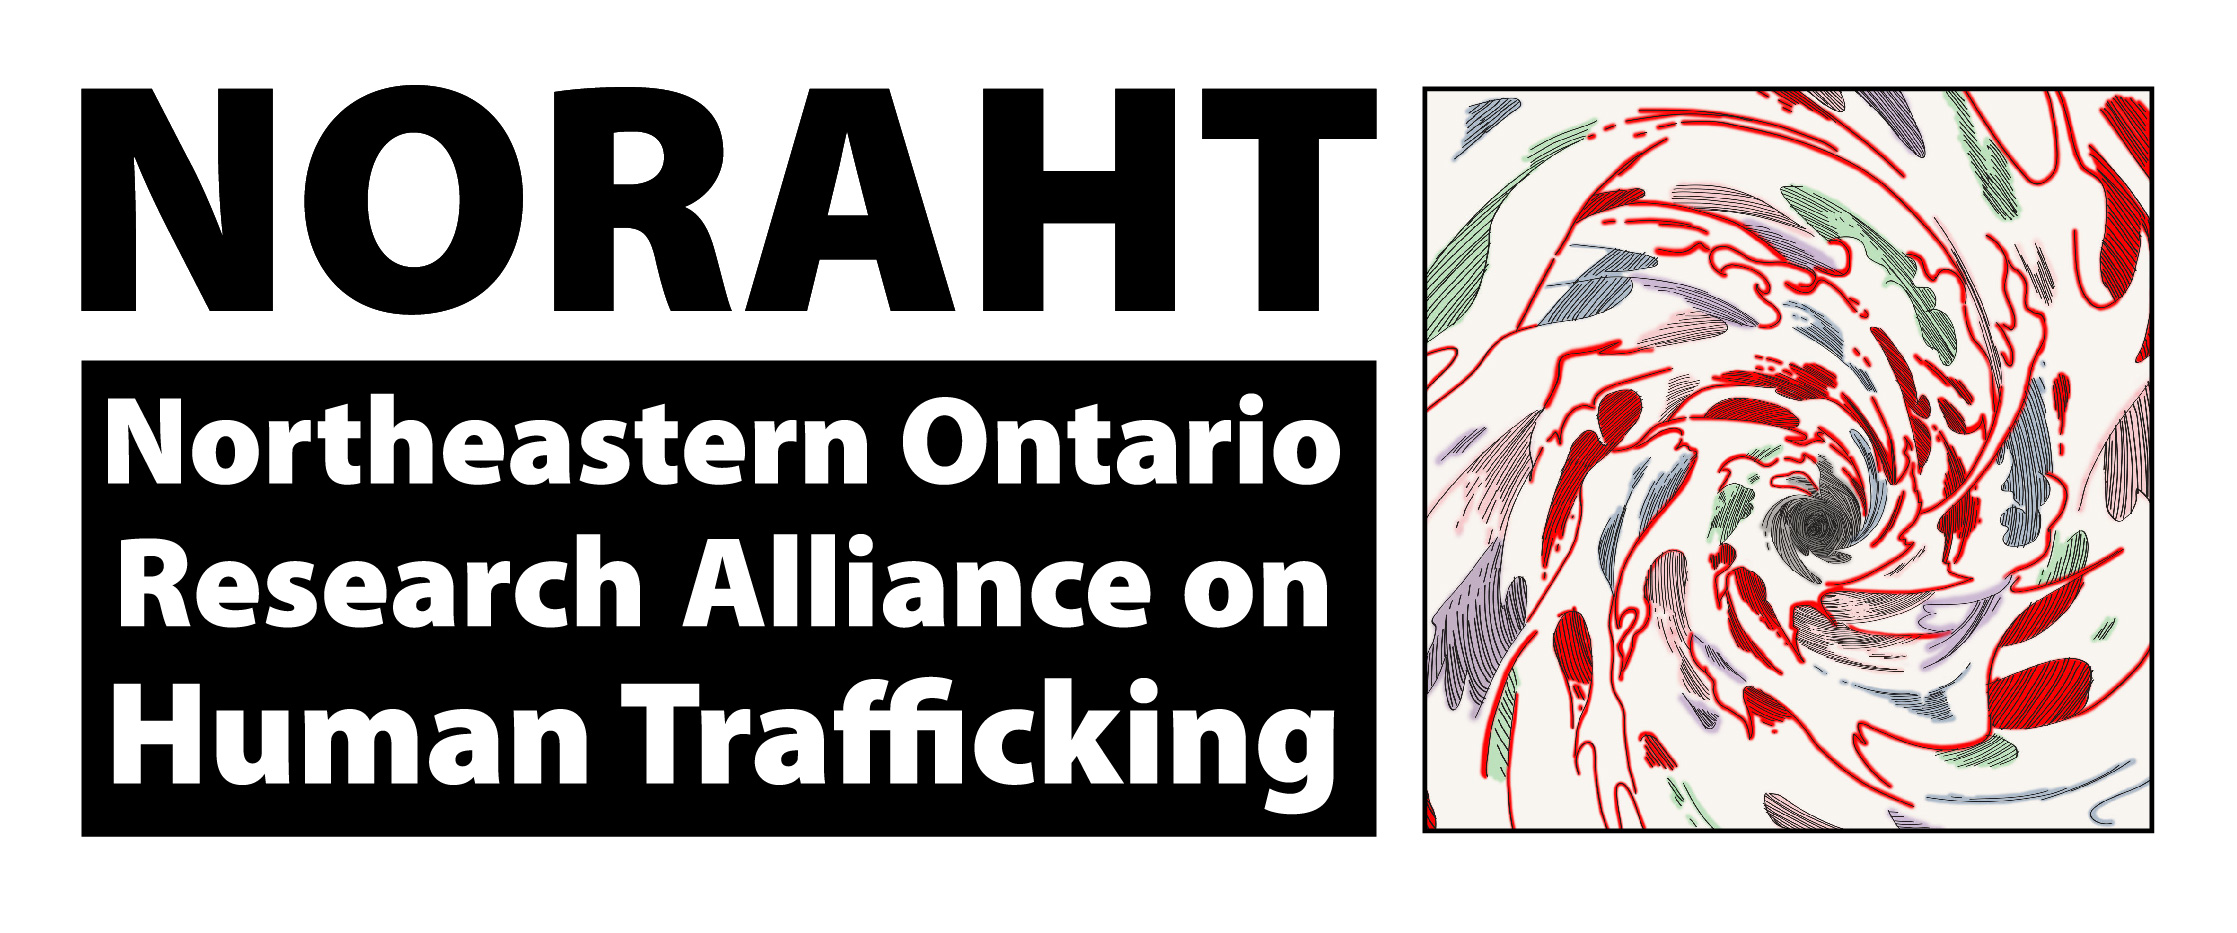 NORAHT
Northeastern Ontario
Research Alliance on
Human Trafficking